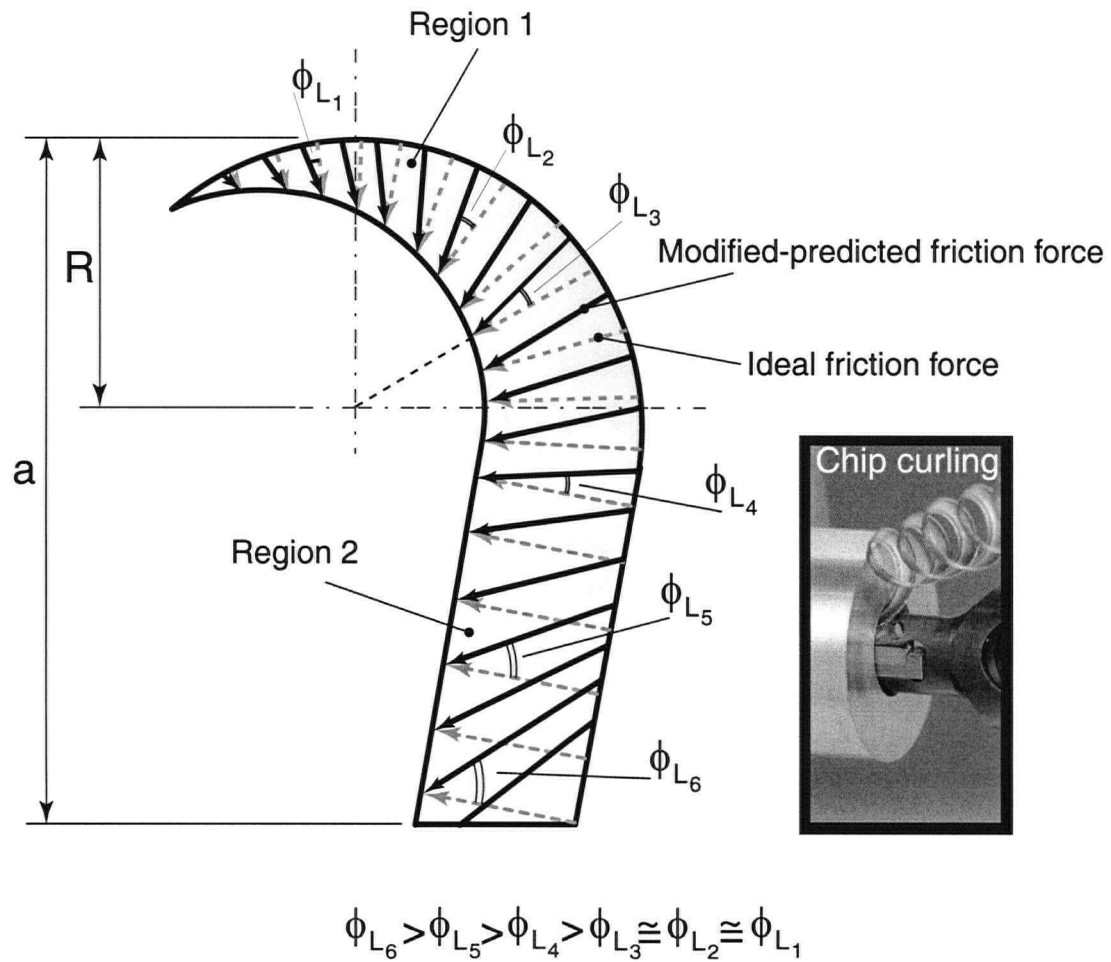 Region 1
ϕL1
ϕL2
ϕL3
Modified-predicted friction force
R
Ideal friction force
a
Chip curling
ϕL4
Region 2
ϕL5
ϕL6
ϕL6 > ϕL5 > ϕL4 > ϕL3 ≅ ϕL2 ≅ ϕL1